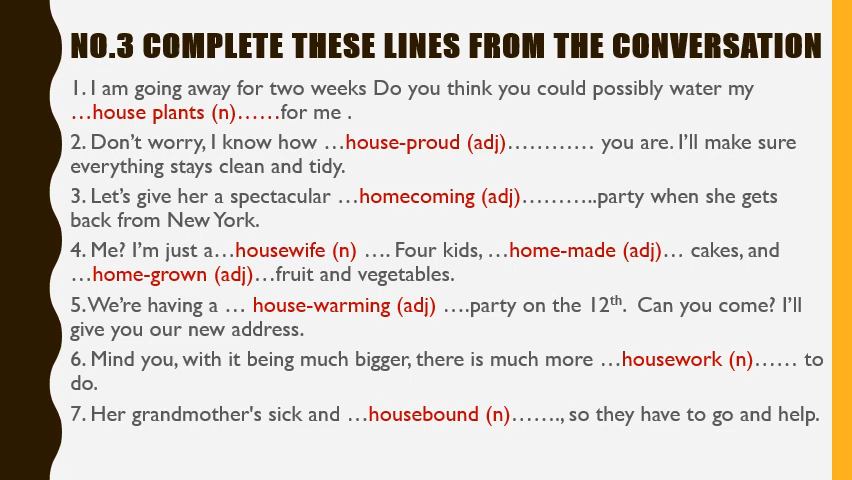 NO.3 COMPLETE THESE LINES FROM THE CONVERSATION
1. I am going away for two weeks Do you think you could possibly water my
…house plants (n)……for me .
2. Don't worry, I know how …house-proud (adj)………… you are. I'll make sure
everything stays clean and tidy.
3. Let's give her a spectacular …homecoming (adj)………..party when she gets
back from New York.
4. Me? I'm just a…housewife (n) …. Four kids, …home-made (adj)… cakes, and
…home-grown (adj)…fruit and vegetables.
5. We're having a … house-warming (adj) ….party on the 12th. Can you come? I'll
give you our new address.
6. Mind you, with it being much bigger, there is much more …housework (n)…… to
do.
7. Her grandmother's sick and …housebound (n)……., so they have to go and help.